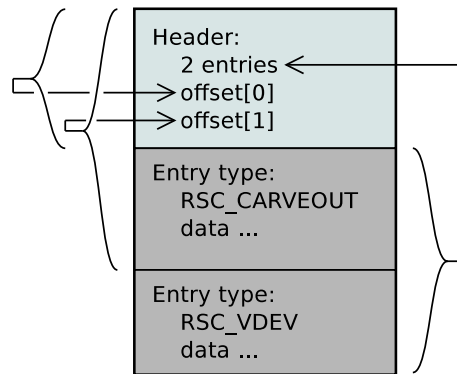 Header:
2 entries
offset[0]
offset[1]
Entry type:
RSC_CARVEOUT
data ...
Entry type:
RSC_VDEV
data ...